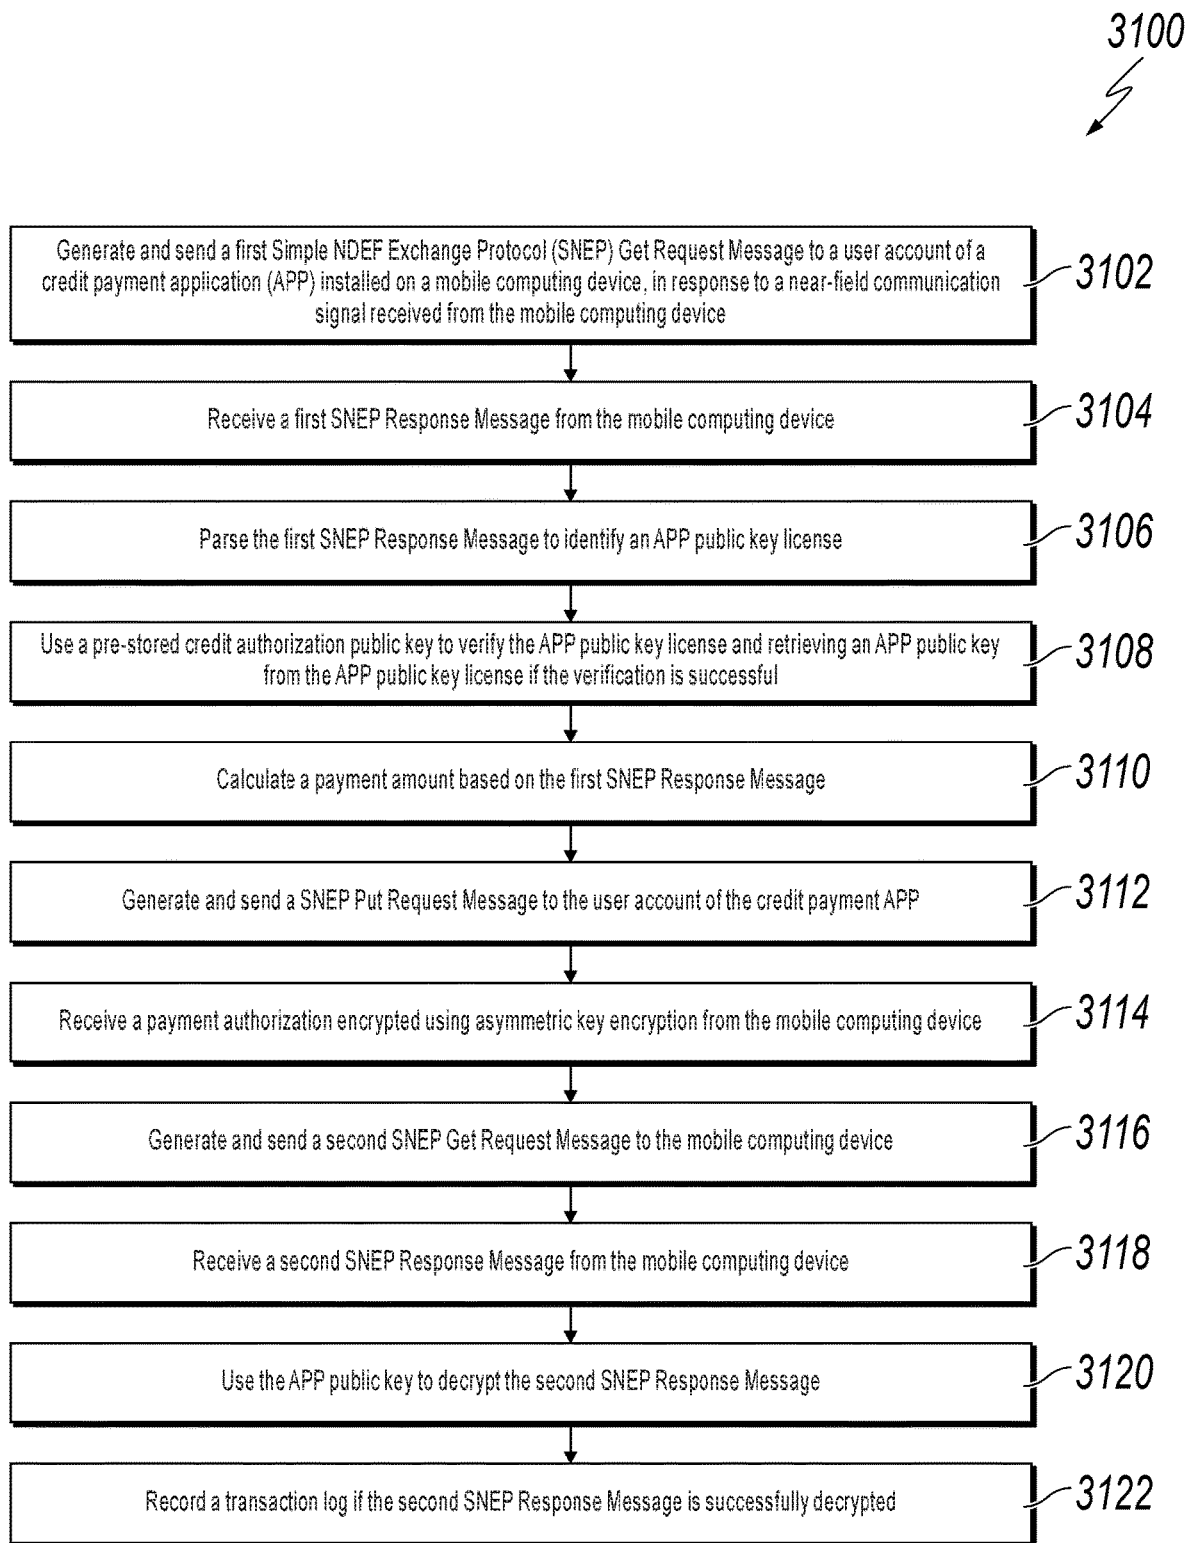 3100
Generate and send a first Simple NDEF Exchange Protocol (SNEP) Get Request Message to a user account of a
credit payment application (APP) installed on a mobile computing device, in response to a near-field communication
signal received from the mobile computing device
3102
Receive a first SNEP Response Message from the mobile computing device
3104
Parse the first SNEP Response Message to identify an APP public key license
3106
Use a pre-stored credit authorization public key to verify the APP public key license and retrieving an APP public key
from the APP public key license if the verification is successful
3108
Calculate a payment amount based on the first SNEP Response Message
3110
Generate and send a SNEP Put Request Message to the user account of the credit payment APP
3112
Receive a payment authorization encrypted using asymmetric key encryption from the mobile computing device
3114
Generate and send a second SNEP Get Request Message to the mobile computing device
3116
Receive a second SNEP Response Message from the mobile computing device
3118
Use the APP public key to decrypt the second SNEP Response Message
3120
Record a transaction log if the second SNEP Response Message is successfully decrypted
3122